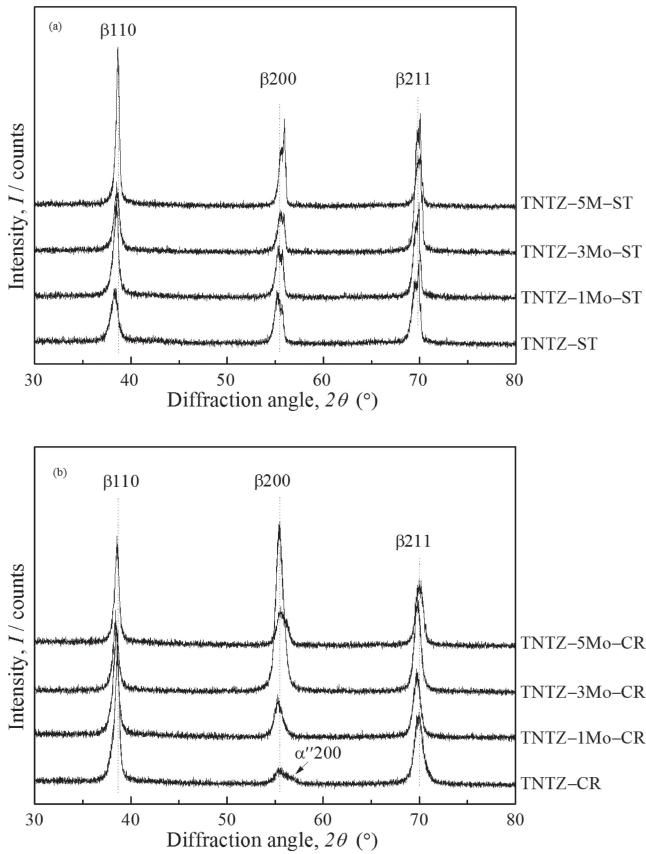 (a)
β110
β200
β211
TNTZ–5M–ST
TNTZ–3Mo–ST
TNTZ–1Mo–ST
TNTZ–ST
Intensity, I / counts
30 40 50 60 70 80
Diffraction angle, 2θ (°)
(b)
β110
β200
β211
TNTZ–5Mo–CR
TNTZ–3Mo–CR
TNTZ–1Mo–CR
α''200
TNTZ–CR
Intensity, I / counts
30 40 50 60 70 80
Diffraction angle, 2θ (°)